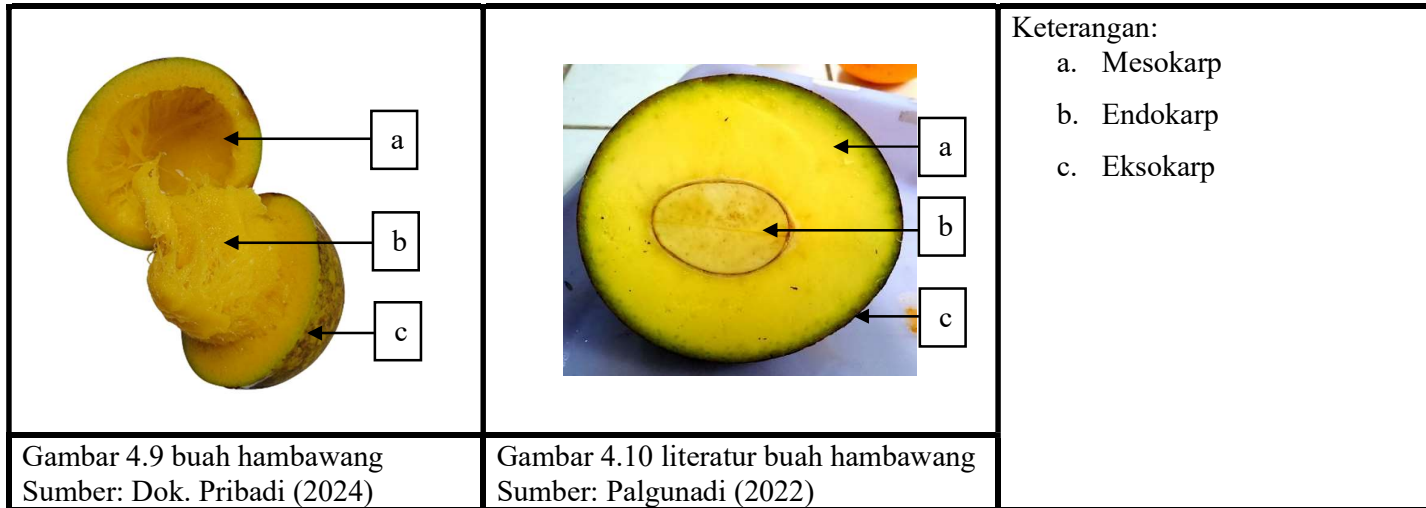 a
b
c
a
b
c
Keterangan:
a. Mesokarp
b. Endokarp
c. Eksokarp
Gambar 4.9 buah hambawang
Sumber: Dok. Pribadi (2024)
Gambar 4.10 literatur buah hambawang
Sumber: Palgunadi (2022)